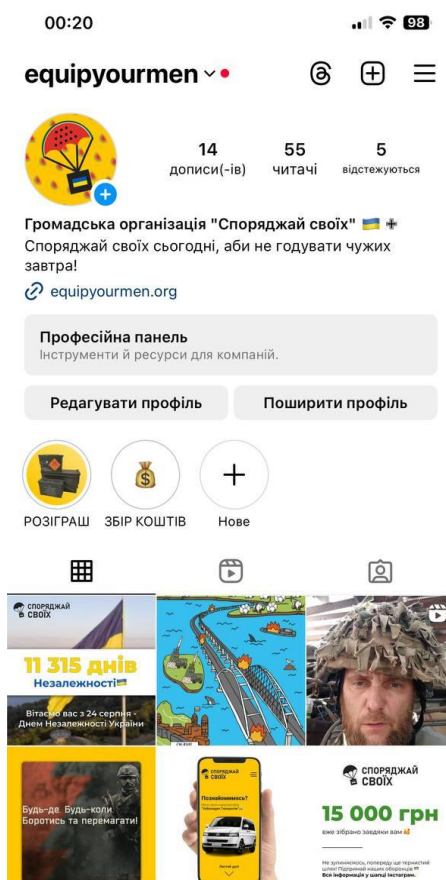 00:20
98
equipyourmen
14
55
5
дописи(-ів)
читачі
відстежуються
Громадська організація "Споряджай своїх"
Споряджай своїх сьогодні, аби не годувати чужих
завтра!
equipyourmen.org
Професійна панель
Інструменти й ресурси для компаній.
Редагувати профіль
Поширити профіль
РОЗІГРАШ
ЗБІР КОШТІВ
Нове
СПОРЯДЖАЙ
СВОЇХ
11 315 днів
Незалежності
Вітаємо вас з 24 серпня -
Днем Незалежності України
Будь-де. Будь-коли.
Боротись та перемагати!
СПОРЯДЖАЙ
СВОЇХ
Познайомимось?
СПОРЯДЖАЙ
СВОЇХ
15 000 грн
вже зібрано завдяки вам
Не зупиняємось, попереду ще тернистий
шлях! Підтримай наших оборонців
Вся інформація у шапці Інстаграм.